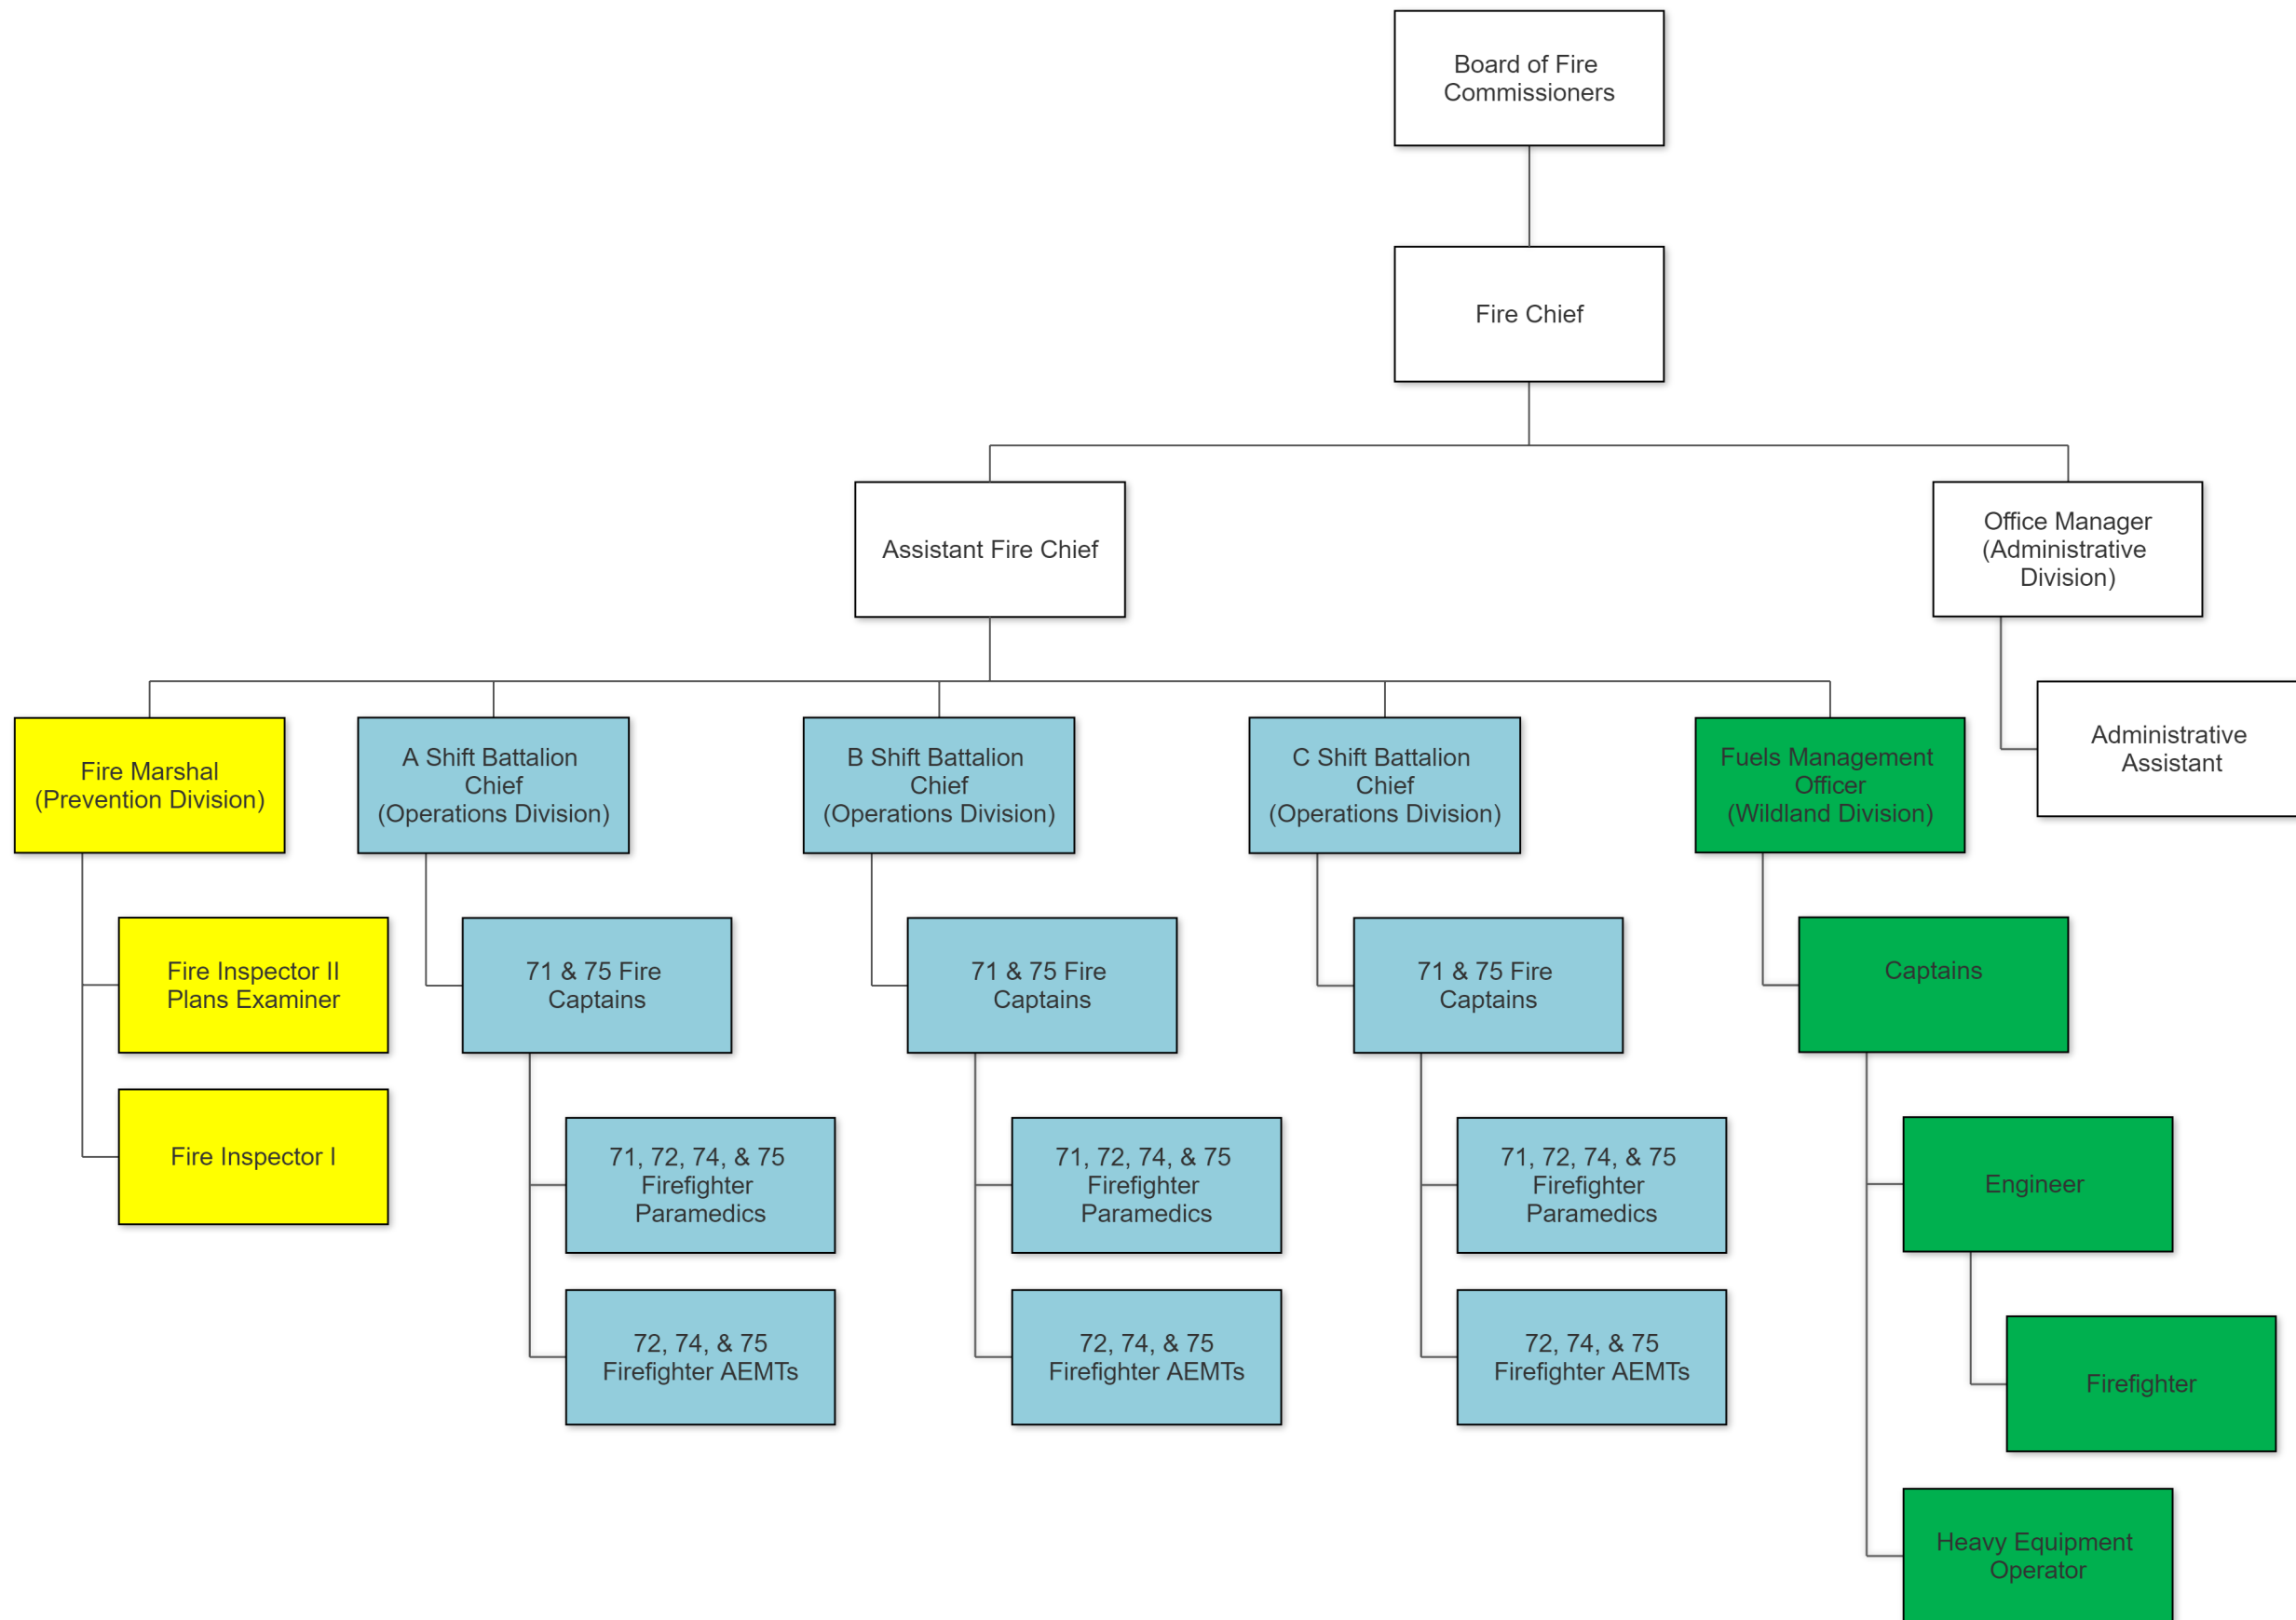 Board of Fire
Commissioners
Fire Chief
Assistant Fire Chief
Office Manager
(Administrative
Division)
Administrative
Assistant
Fire Marshal
(Prevention Division)
A Shift Battalion
Chief
(Operations Division)
B Shift Battalion
Chief
(Operations Division)
C Shift Battalion
Chief
(Operations Division)
Fuels Management
Officer
(Wildland Division)
Fire Inspector II
Plans Examiner
71 & 75 Fire
Captains
71 & 75 Fire
Captains
71 & 75 Fire
Captains
Captains
Fire Inspector I
71, 72, 74, & 75
Firefighter
Paramedics
71, 72, 74, & 75
Firefighter
Paramedics
71, 72, 74, & 75
Firefighter
Paramedics
Engineer
72, 74, & 75
Firefighter AEMTs
72, 74, & 75
Firefighter AEMTs
72, 74, & 75
Firefighter AEMTs
Firefighter
Heavy Equipment
Operator